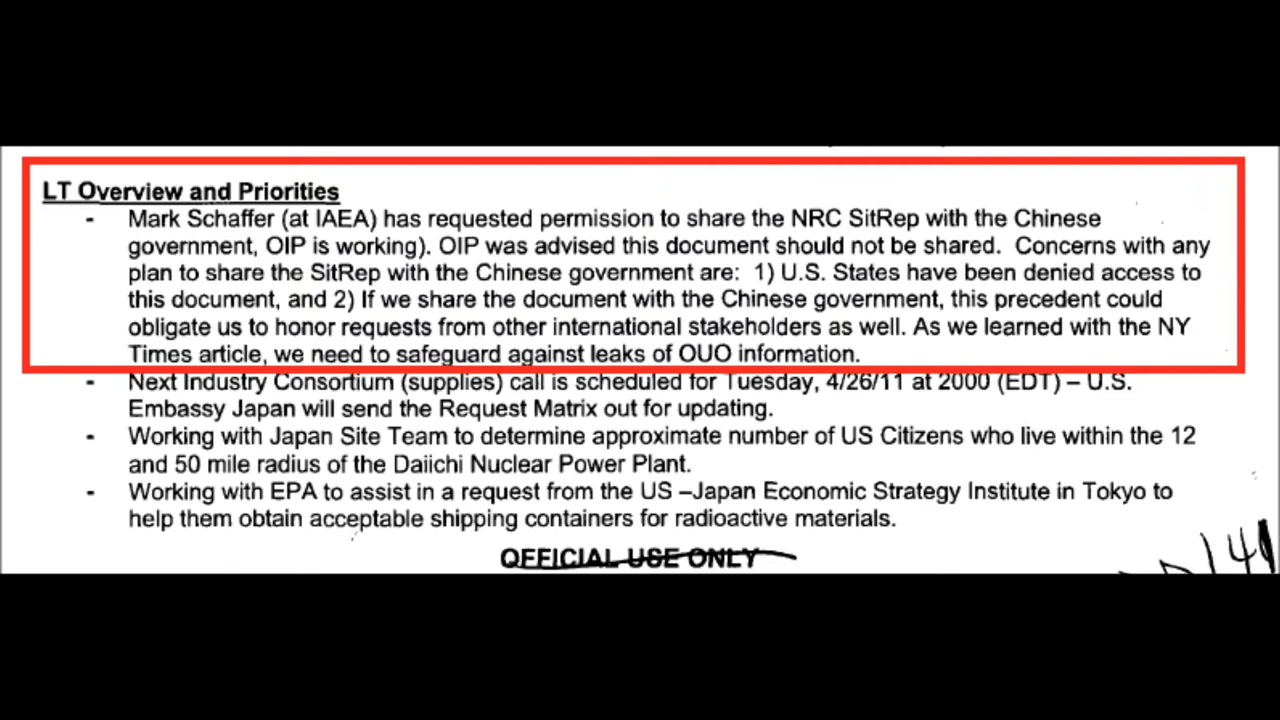 LT Overview and Priorities
- Mark Schaffer (at IAEA) has requested permission to share the NRC SitRep with the Chinese
government, OIP is working). OIP was advised this document should not be shared. Concerns with any
plan to share the SitRep with the Chinese government are: 1) U.S. States have been denied access to
this document, and 2) If we share the document with the Chinese government, this precedent could
obligate us to honor requests from other international stakeholders as well. As we learned with the NY
Times article, we need to safeguard against leaks of OUO information.
- Next Industry Consortium (supplies) call is scheduled for Tuesday, 4/26/11 at 2000 (EDT) – U.S.
Embassy Japan will send the Request Matrix out for updating.
- Working with Japan Site Team to determine approximate number of US Citizens who live within the 12
and 50 mile radius of the Daiichi Nuclear Power Plant.
- Working with EPA to assist in a request from the US –Japan Economic Strategy Institute in Tokyo to
help them obtain acceptable shipping containers for radioactive materials.
OFFICIAL USE ONLY